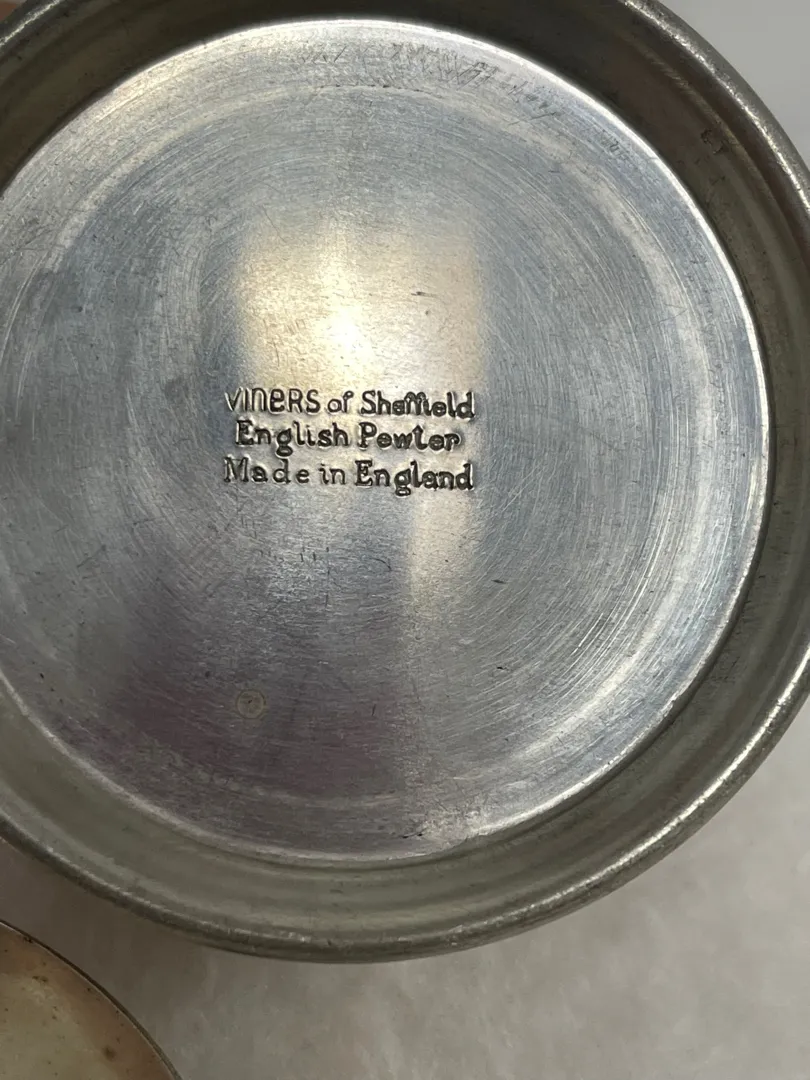 VINERS of Sheffield
English Pewter
Made in England